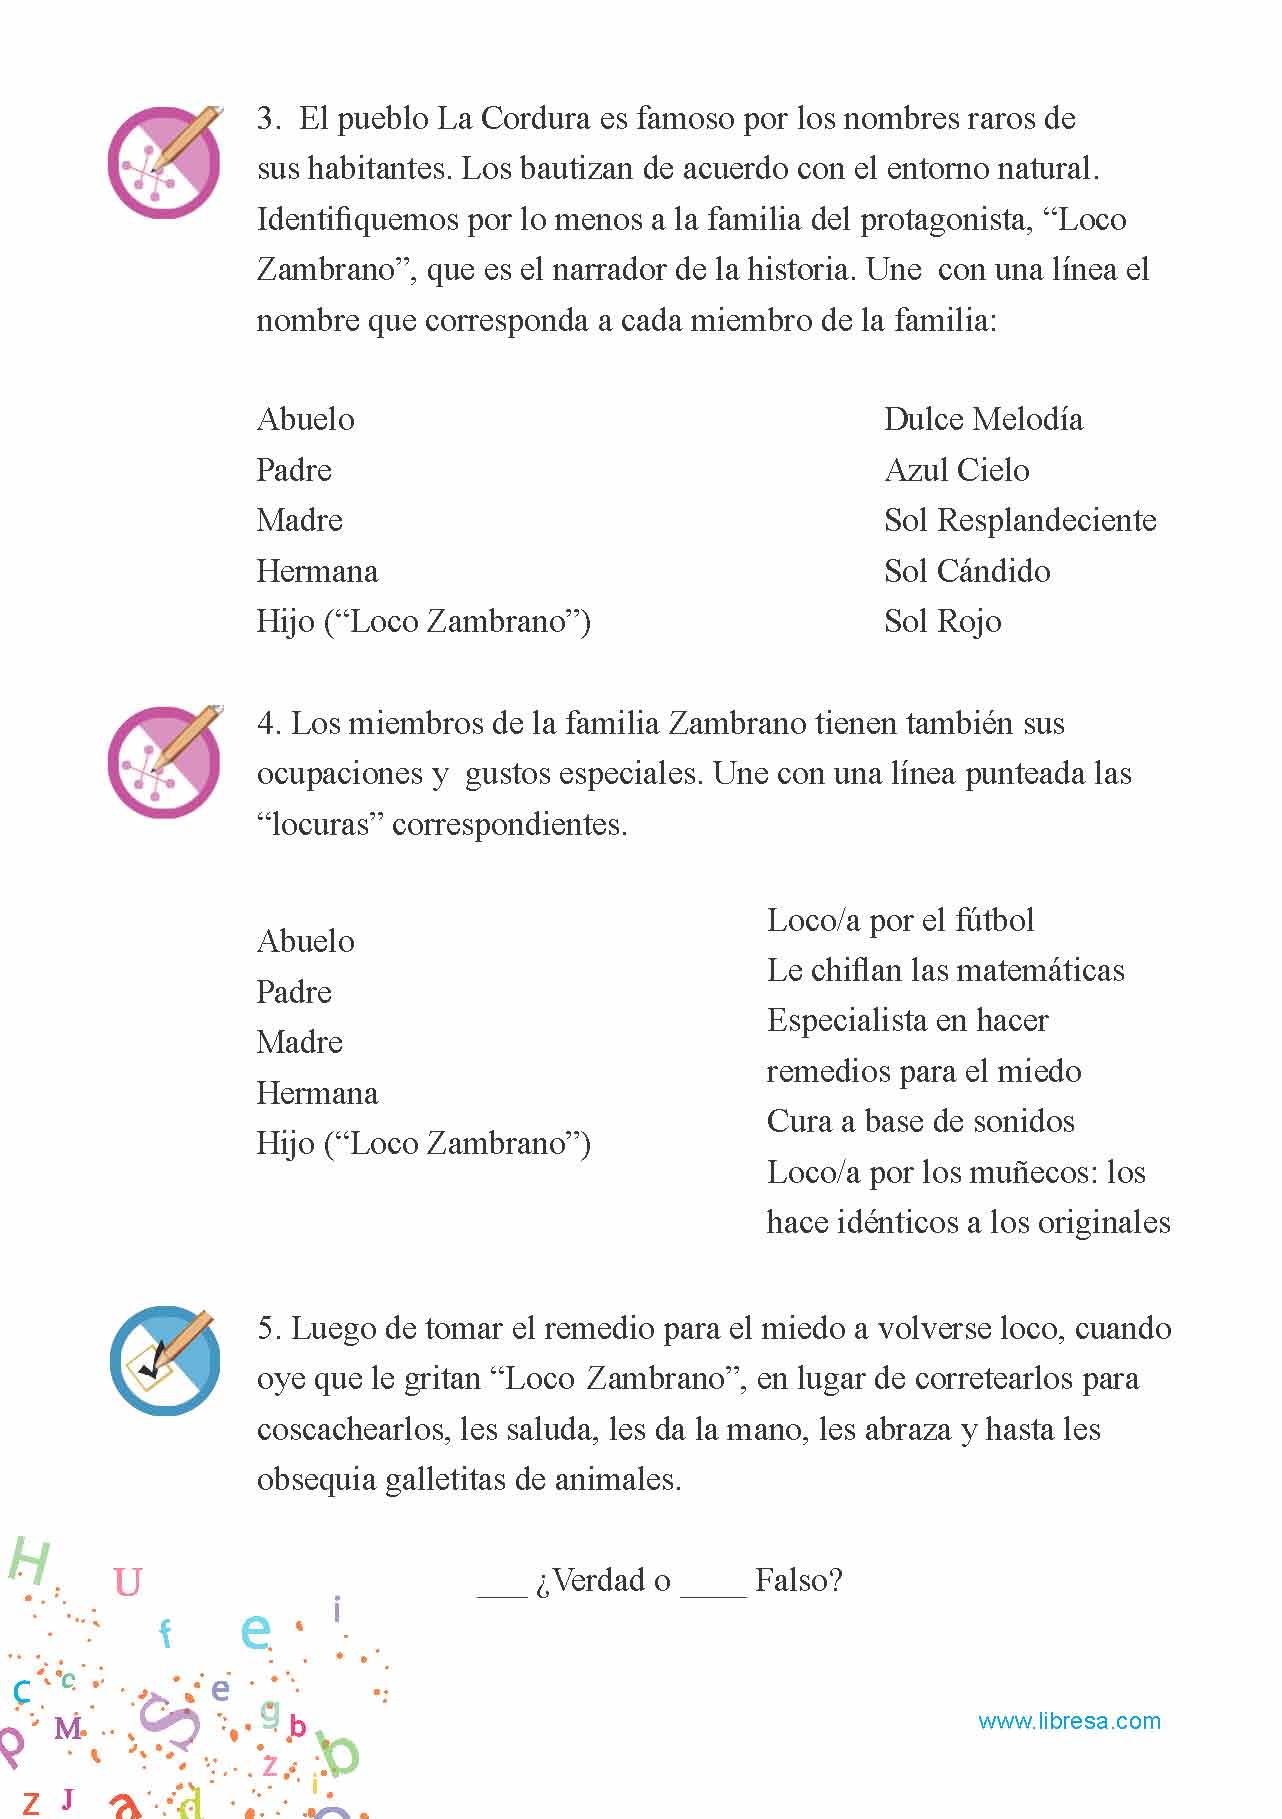 3. El pueblo La Cordura es famoso por los nombres raros de
sus habitantes. Los bautizan de acuerdo con el entorno natural.
Identifiquemos por lo menos a la familia del protagonista, “Loco
Zambrano”, que es el narrador de la historia. Une con una línea el
nombre que corresponda a cada miembro de la familia:
Abuelo
Padre
Madre
Hermana
Hijo (“Loco Zambrano”)
Dulce Melodía
Azul Cielo
Sol Resplandeciente
Sol Cándido
Sol Rojo
4. Los miembros de la familia Zambrano tienen también sus
ocupaciones y gustos especiales. Une con una línea punteada las
“locuras” correspondientes.
Abuelo
Padre
Madre
Hermana
Hijo (“Loco Zambrano”)
Loco/a por el fútbol
Le chiflan las matemáticas
Especialista en hacer
remedios para el miedo
Cura a base de sonidos
Loco/a por los muñecos: los
hace idénticos a los originales
5. Luego de tomar el remedio para el miedo a volverse loco, cuando
oye que le gritan “Loco Zambrano”, en lugar de corretearlos para
coscachearlos, les saluda, les da la mano, les abraza y hasta les
obsequia galletitas de animales.
___ ¿Verdad o ____ Falso?
H
U
i
f e
c c e
S g b
p M b
z i
z J a d
www.libresa.com